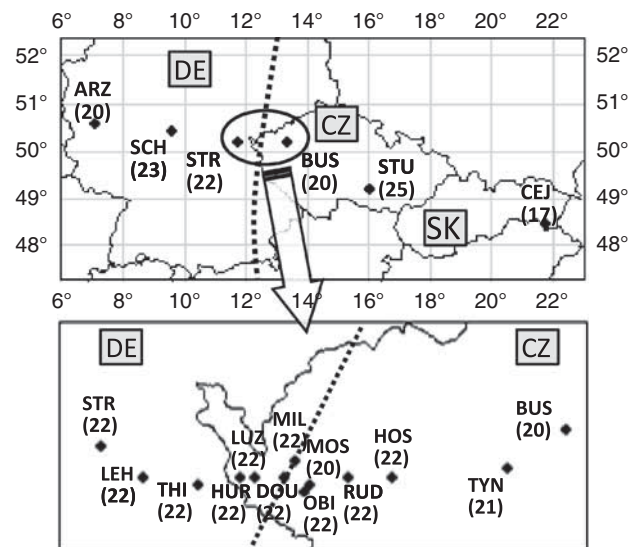 6° 8° 10° 12° 14° 16° 18° 20° 22°
52° 52°
DE
ARZ
(20)
51° 51°
CZ
SCH
(23)
STR
(22)
BUS
(20)
STU
(25)
50° 50°
CEJ
(17)
49° 49°
SK
48° 48°
6° 8° 10° 12° 14° 16° 18° 20° 22°
DE CZ
STR
(22)
BUS
(20)
LUZ
(22)
MIL
(22)
MOS
(20)
HOS
(22)
LEH
(22)
THI
(22)
HUR
(22)
DOU
(22)
OBI
(22)
RUD
(22)
TYN
(21)